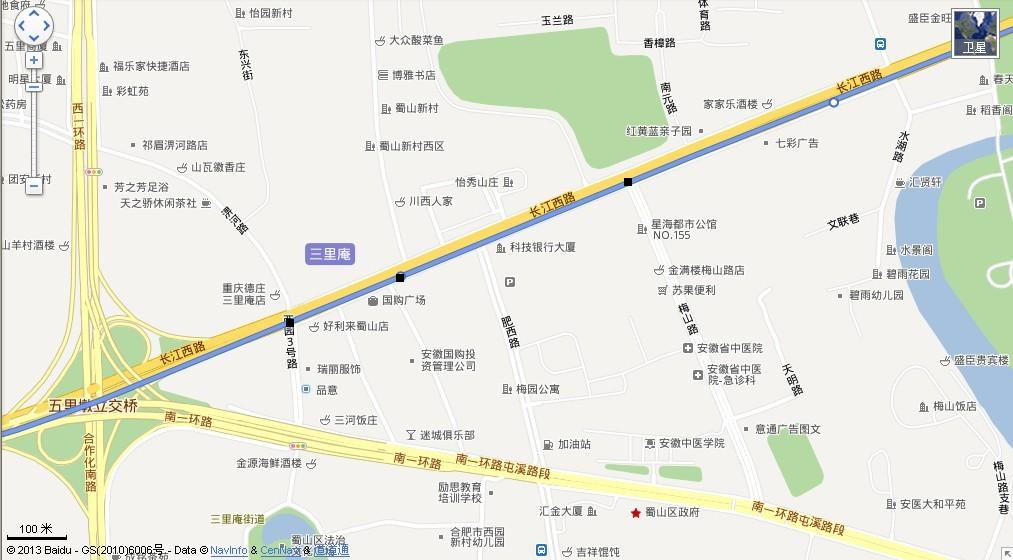 怡园新村
玉兰路
体育路
盛臣金旺
大众酸菜鱼
香樟路
五里商厦
东兴街
卫星
福乐家快捷酒店
博雅书店
长江西路
明星大厦
春天
彩虹苑
南元路
家家乐酒楼
蜀山新村
稻香阁
松药房
西一环路
红黄蓝亲子园
七彩广告
水湖路
祁眉淠河路店
蜀山新村西区
山瓦徽香庄
团安新村
怡秀山庄
汇贤轩
芳之芳足浴
天之骄休闲茶社
川西人家
长江西路
P
淠河路
文联巷
星海都市公馆
NO.155
山羊村酒楼
三里庵
科技银行大厦
水景阁
金满楼梅山路店
碧雨花园
P
重庆德庄
三里庵店
国购广场
苏果便利
碧雨幼儿园
西园3号路
好利来蜀山店
肥西路
梅山路
长江西路
安徽国购投
资管理公司
安徽省中医院
盛臣贵宾楼
瑞丽服饰
安徽省中医
院-急诊科
天明路
品意
梅园公寓
五里墩立交桥
梅山饭店
南一环路
三河饭庄
意通广告图文
迷城俱乐部
加油站
安徽中医学院
合作化南路
金源海鲜酒楼
南一环路
南一环路屯溪路段
梅山路支巷
励思教育
培训学校
汇金大厦
蜀山区政府
南一环路屯溪路段
安医大和平苑
三里庵街道
100 米
蜀山区法治
合肥市西园
新村幼儿园
吉祥馄饨
© 2013 Baidu - GS(2010)6006号 - Data © NavInfo & CenNavi & 道道通